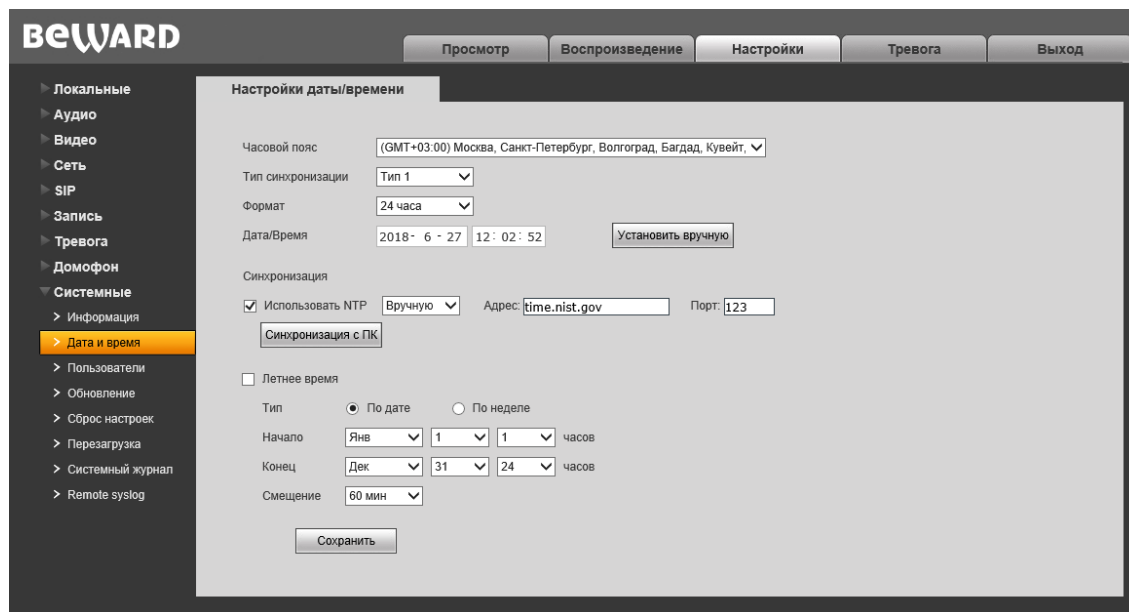 BEWARD
Просмотр Воспроизведение Настройки Тревога Выход
Локальные
Аудио
Видео
Сеть
SIP
Запись
Тревога
Домофон
Системные
Информация
Дата и время
Пользователи
Обновление
Сброс настроек
Перезагрузка
Системный журнал
Remote syslog
Настройки даты/времени
Часовой пояс (GMT+03:00) Москва, Санкт-Петербург, Волгоград, Багдад, Кувейт,
Тип синхронизации Тип 1
Формат 24 часа
Дата/Время 2018- 6 - 27 12: 02: 52 Установить вручную
Синхронизация
Использовать NTP Вручную Адрес: time.nist.gov Порт: 123
Синхронизация с ПК
Летнее время
Тип По дате По неделе
Начало Янв 1 1 часов
Конец Дек 31 24 часов
Смещение 60 мин
Сохранить